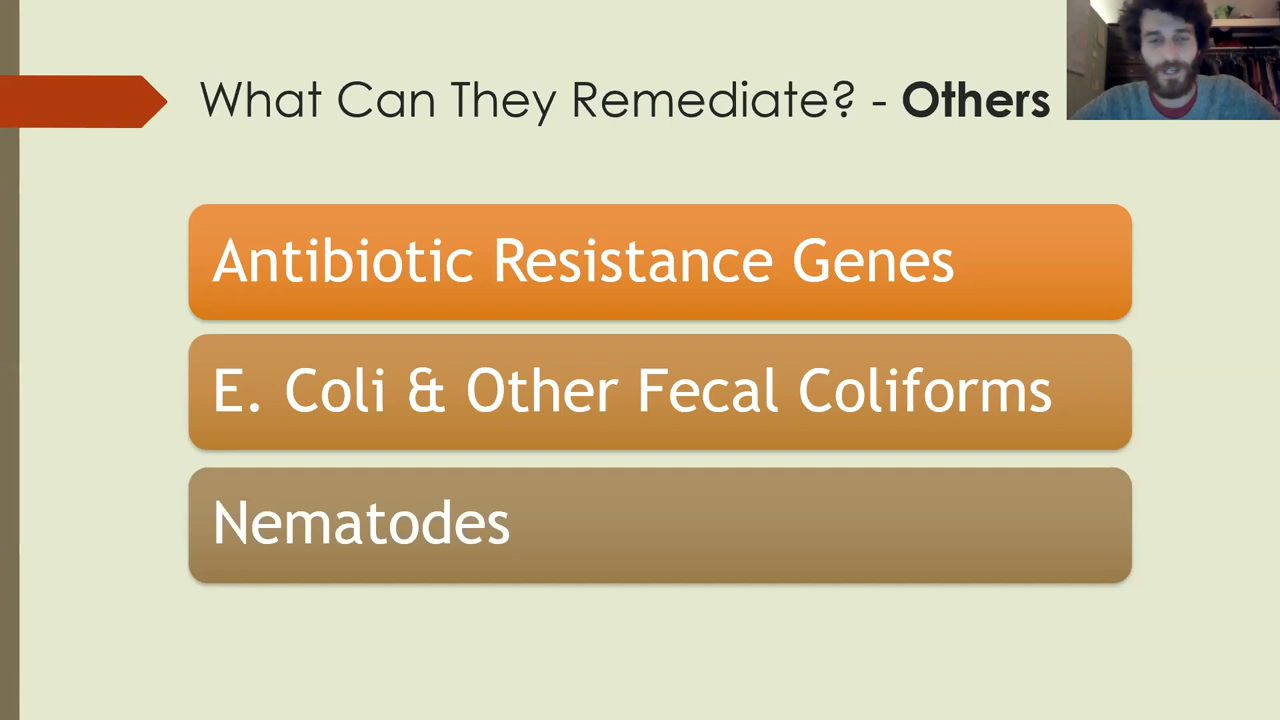 What Can They Remediate? - Others
Antibiotic Resistance Genes
E. Coli & Other Fecal Coliforms
Nematodes